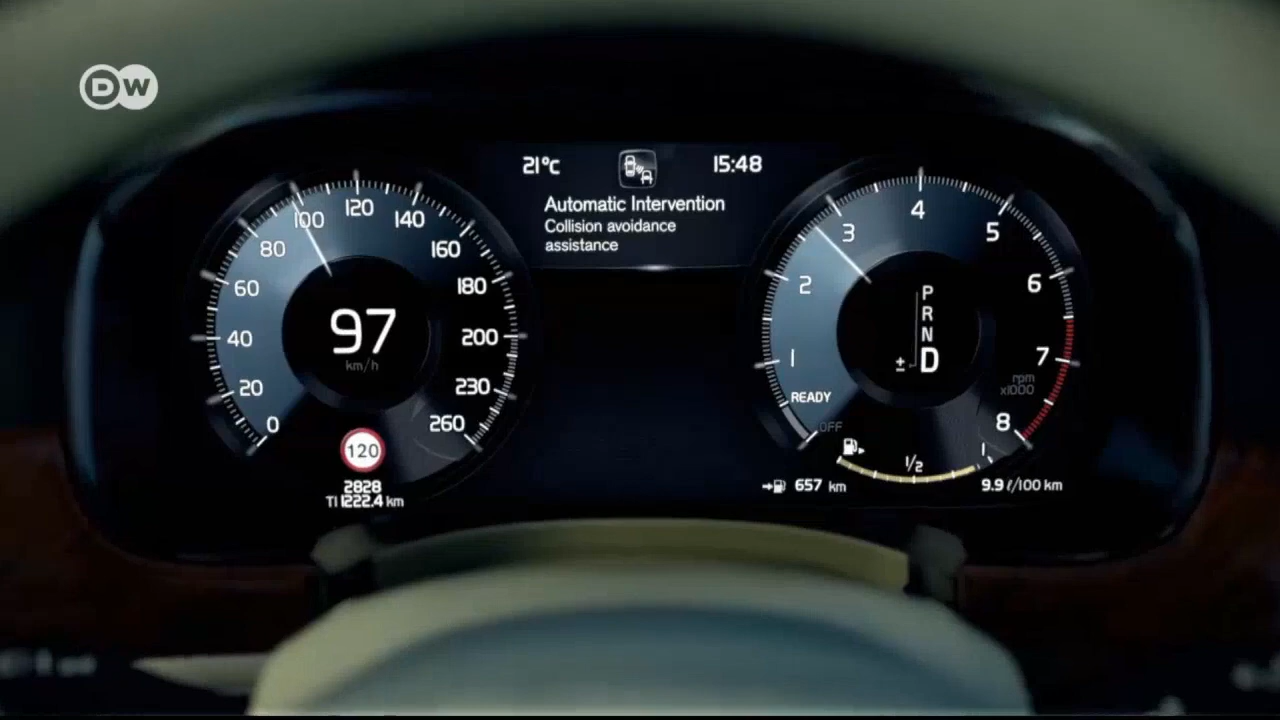 DW
21°C
15:48
Automatic Intervention
Collision avoidance
assistance
0
20
40
60
80
100
120
140
160
180
200
230
260
97
km/h
120
2828
T1 1222.4 km
1
2
3
4
5
6
7
8
rpm
x1000
P
R
N
± D
READY
OFF
1/2
1
657 km
9.9 ℓ/100 km